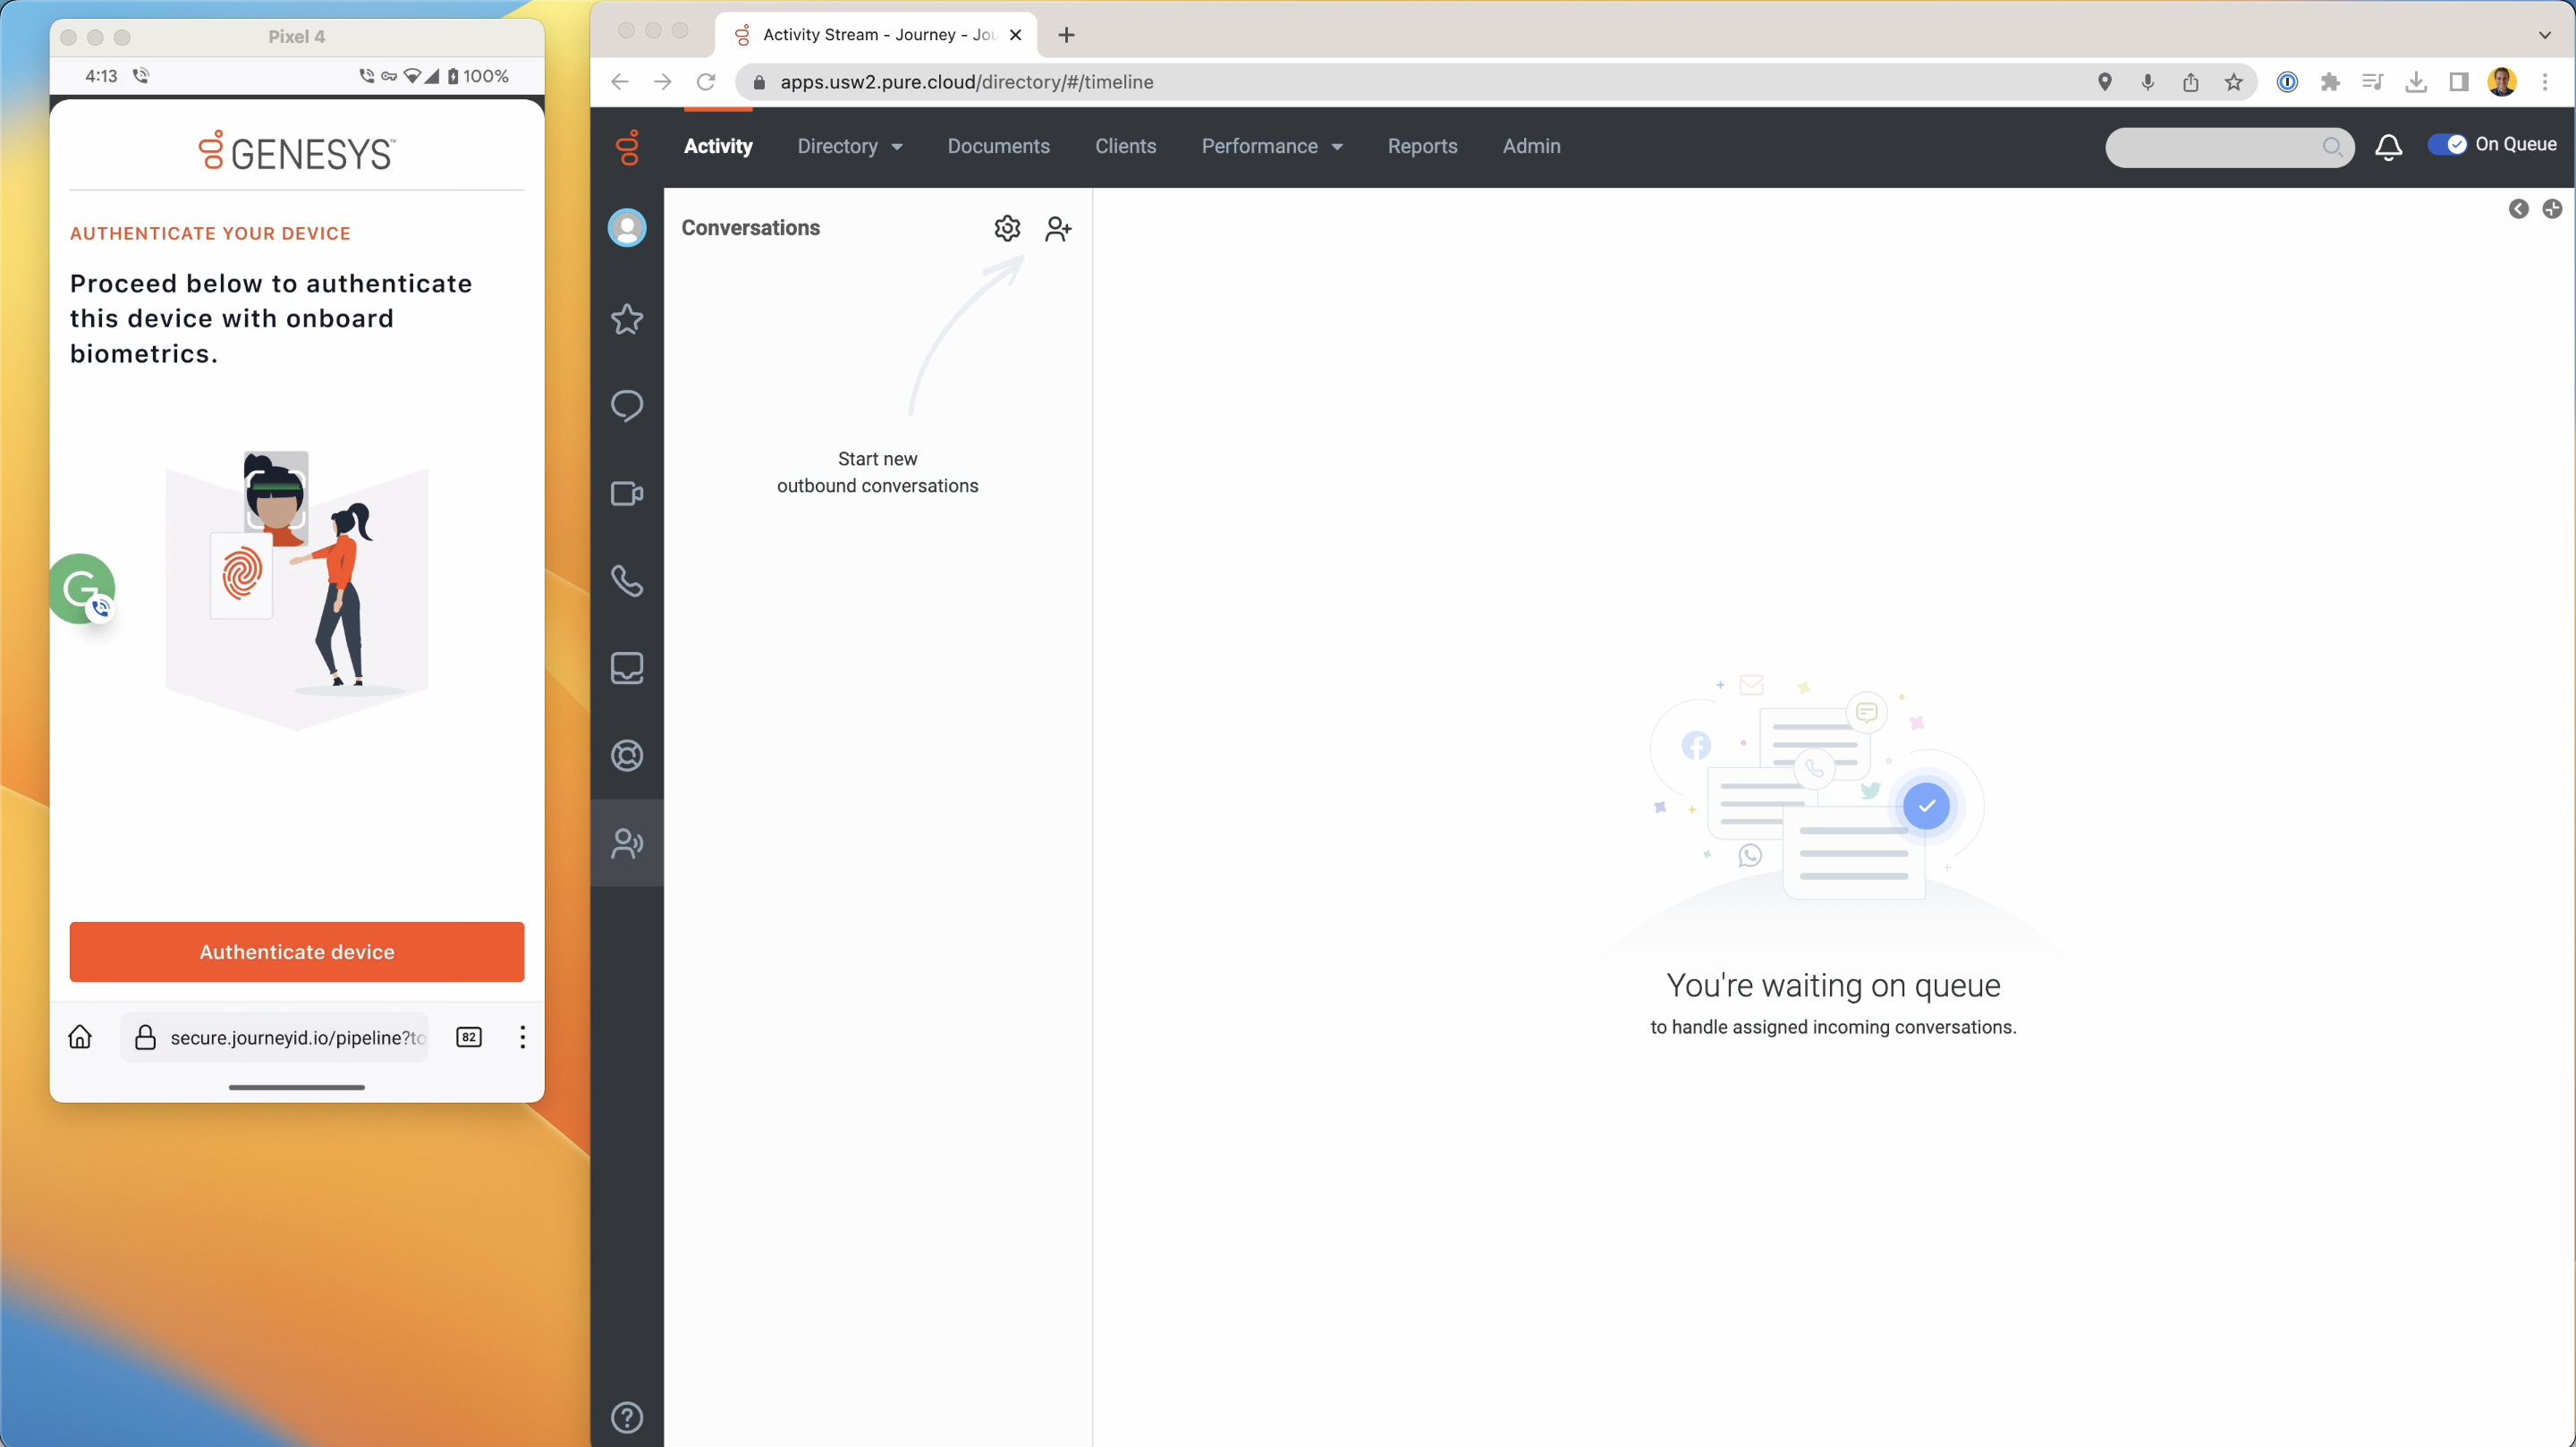 Pixel 4
4:13
100%
GENESYS™
AUTHENTICATE YOUR DEVICE
Proceed below to authenticate
this device with onboard
biometrics.
G
Authenticate device
secure.journeyid.io/pipeline?to
82
Activity Stream - Journey - Jou
apps.usw2.pure.cloud/directory/#/timeline
Activity
Directory
Documents
Clients
Performance
Reports
Admin
On Queue
Conversations
Start new
outbound conversations
You're waiting on queue
to handle assigned incoming conversations.